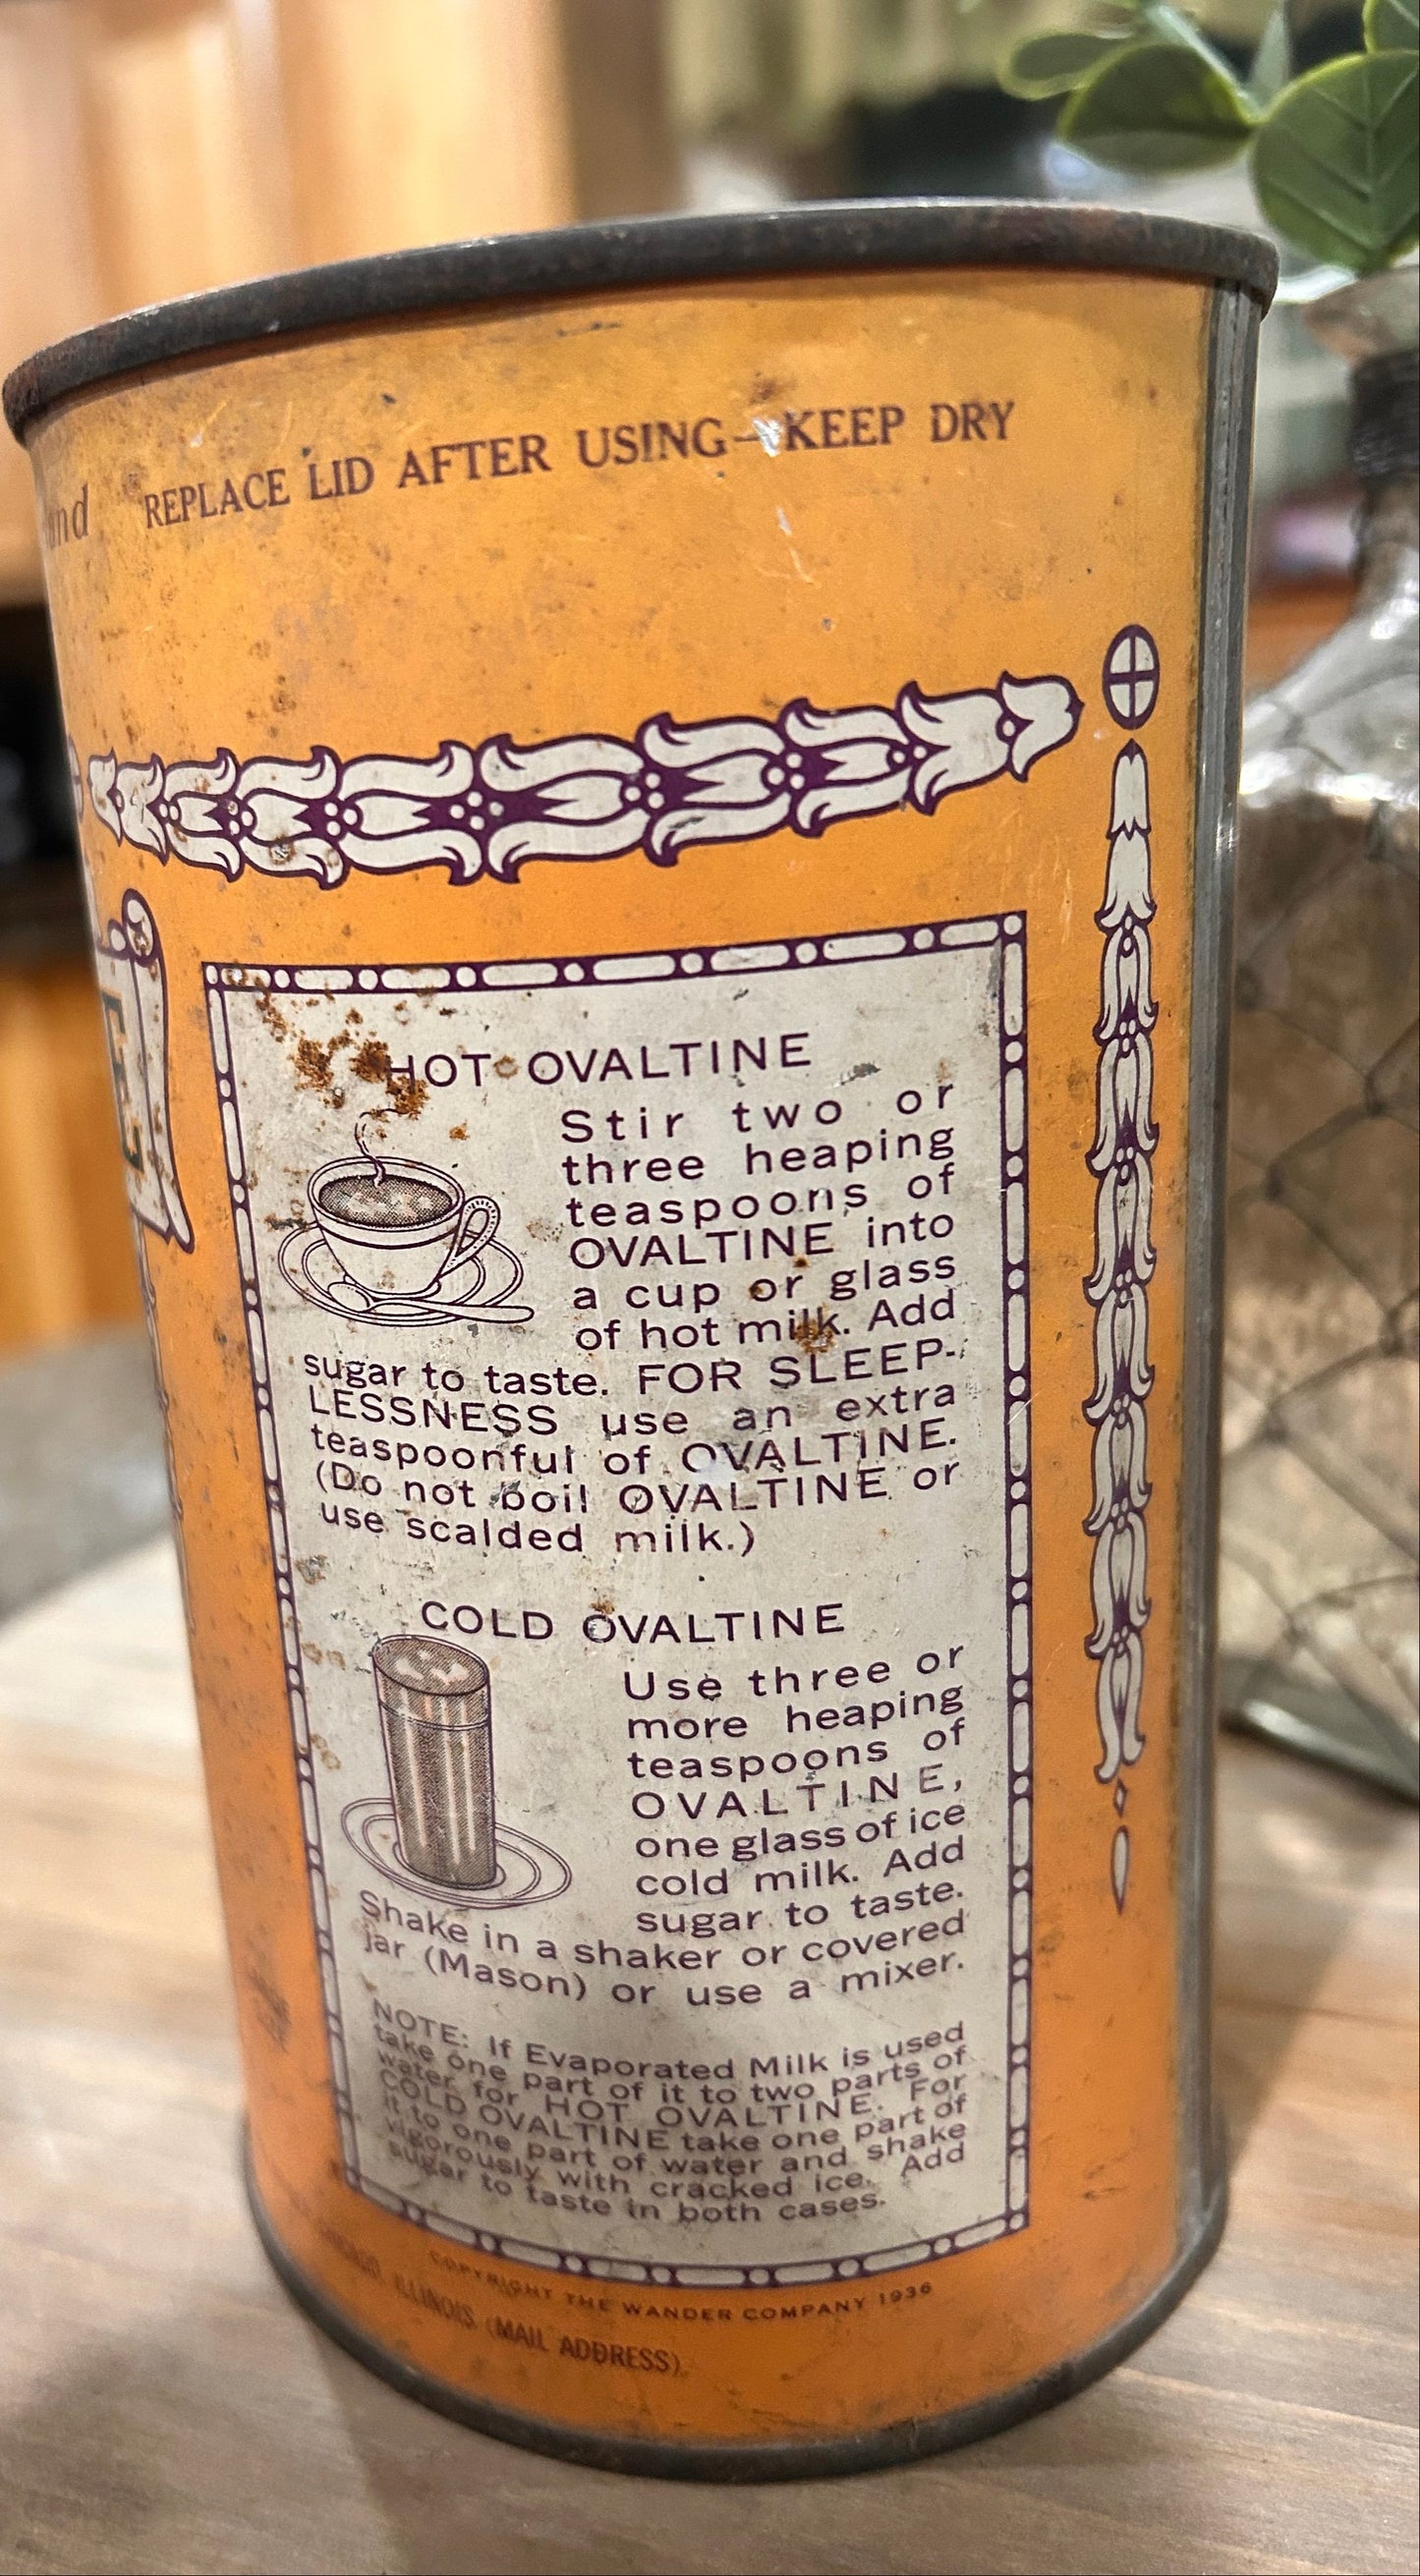 and
REPLACE LID AFTER USING—KEEP DRY
E
HOT OVALTINE
Stir two or
three heaping
teaspoons of
OVALTINE into
a cup or glass
of hot milk. Add
sugar to taste. FOR SLEEP-
LESSNESS use an extra
teaspoonful of OVALTINE.
(Do not boil OVALTINE or
use scalded milk.)
COLD OVALTINE
Use three or
more heaping
teaspoons of
OVALTINE,
one glass of ice
cold milk. Add
sugar to taste.
Shake in a shaker or covered
jar (Mason) or use a mixer.
NOTE: If Evaporated Milk is used
take one part of it to two parts of
water for HOT OVALTINE. For
COLD OVALTINE take one part of
it to one part of water and shake
vigorously with cracked ice. Add
sugar to taste in both cases.
COPYRIGHT THE WANDER COMPANY 1936
CHICAGO, ILLINOIS (MAIL ADDRESS)